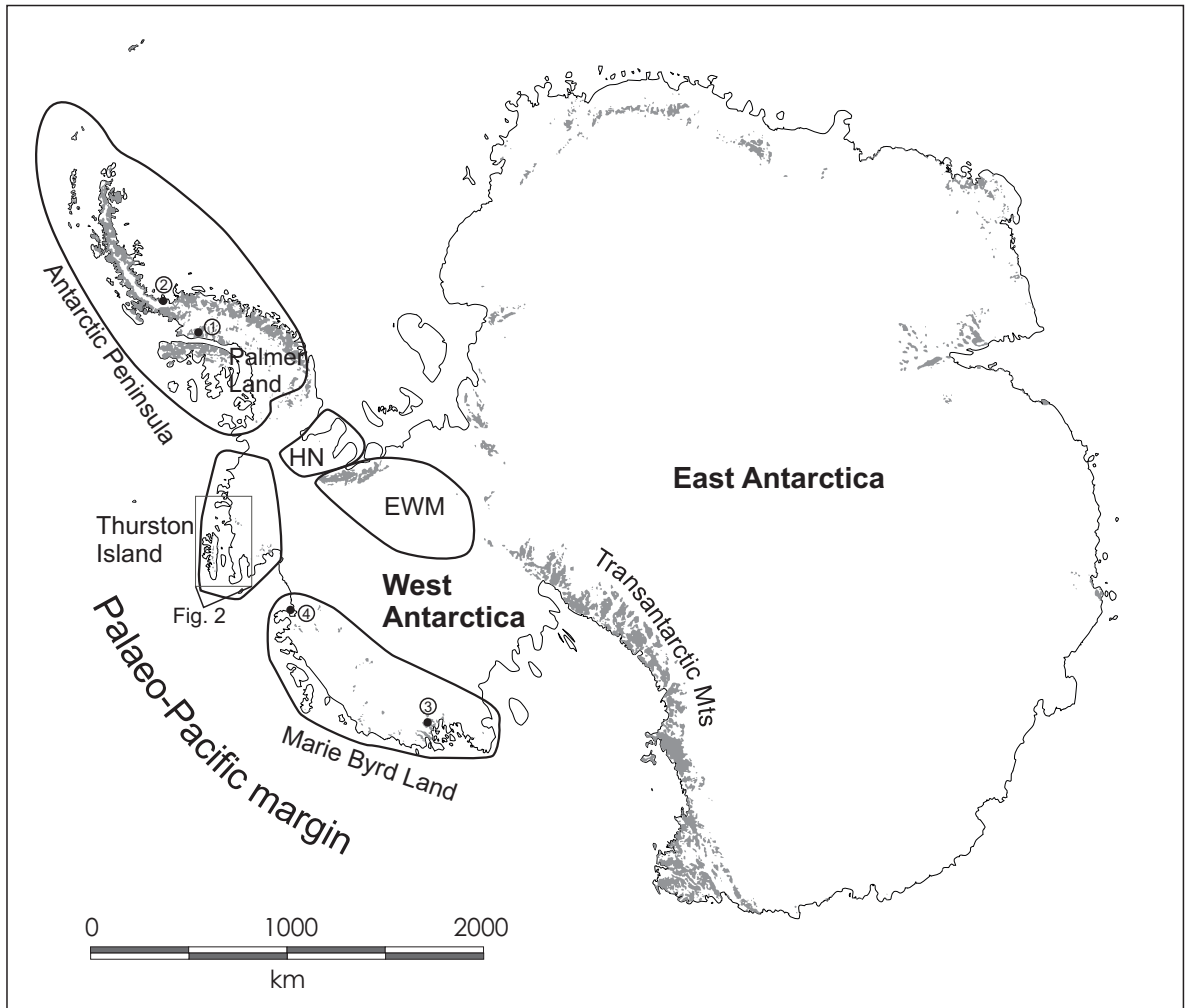 ②
①
Antarctic Peninsula
Palmer
Land
HN
EWM
East Antarctica
Thurston
Island
Fig. 2
West
Antarctica
Transantarctic Mts
④
③
Marie Byrd Land
Palaeo-Pacific margin
0 1000 2000
km